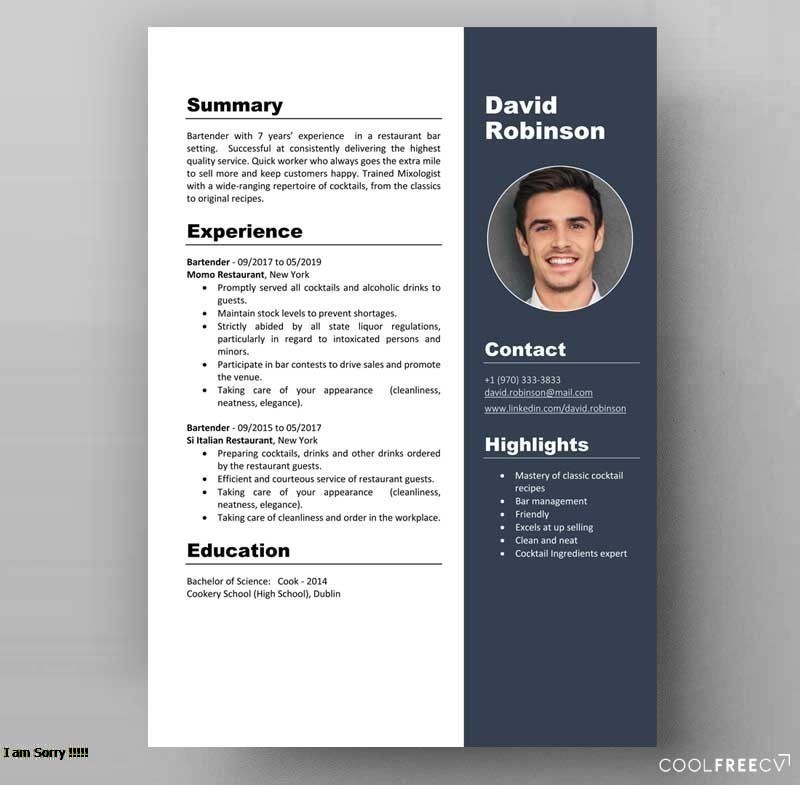 Summary
Bartender with 7 years' experience in a restaurant bar
setting. Successful at consistently delivering the highest
quality service. Quick worker who always goes the extra mile
to sell more and keep customers happy. Trained Mixologist
with a wide-ranging repertoire of cocktails, from the classics
to original recipes.
Experience
Bartender - 09/2017 to 05/2019
Momo Restaurant, New York
• Promptly served all cocktails and alcoholic drinks to
guests.
• Maintain stock levels to prevent shortages.
• Strictly abided by all state liquor regulations,
particularly in regard to intoxicated persons and
minors.
• Participate in bar contests to drive sales and promote
the venue.
• Taking care of your appearance (cleanliness,
neatness, elegance).
Bartender - 09/2015 to 05/2017
Si Italian Restaurant, New York
• Preparing cocktails, drinks and other drinks ordered
by the restaurant guests.
• Efficient and courteous service of restaurant guests.
• Taking care of your appearance (cleanliness,
neatness, elegance).
• Taking care of cleanliness and order in the workplace.
Education
Bachelor of Science: Cook - 2014
Cookery School (High School), Dublin
David
Robinson
Contact
+1 (970) 333-3833
david.robinson@mail.com
www.linkedin.com/david.robinson
Highlights
• Mastery of classic cocktail
recipes
• Bar management
• Friendly
• Excels at up selling
• Clean and neat
• Cocktail Ingredients expert
I am Sorry !!!!!
COOLFREECV